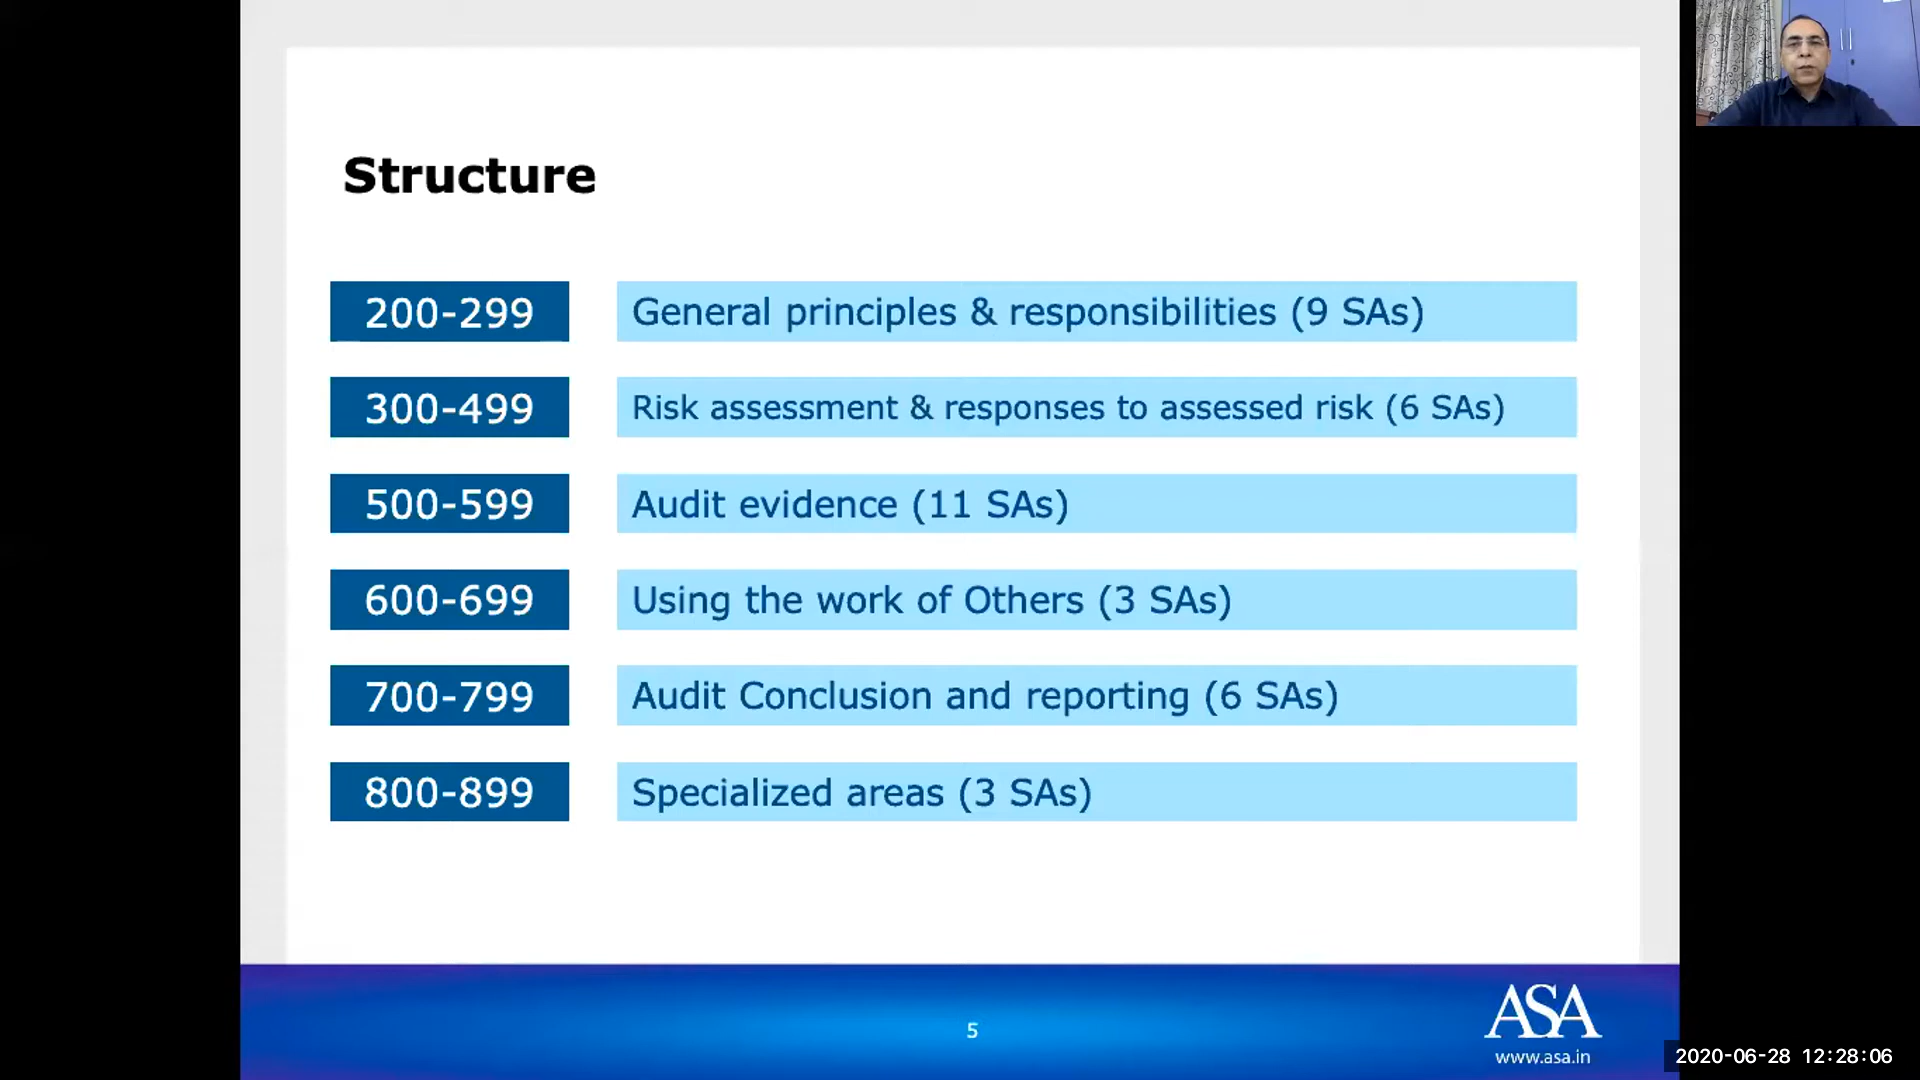 Structure
200-299 General principles & responsibilities (9 SAs)
300-499 Risk assessment & responses to assessed risk (6 SAs)
500-599 Audit evidence (11 SAs)
600-699 Using the work of Others (3 SAs)
700-799 Audit Conclusion and reporting (6 SAs)
800-899 Specialized areas (3 SAs)
5
ASA
www.asa.in
2020-06-28 12:28:06